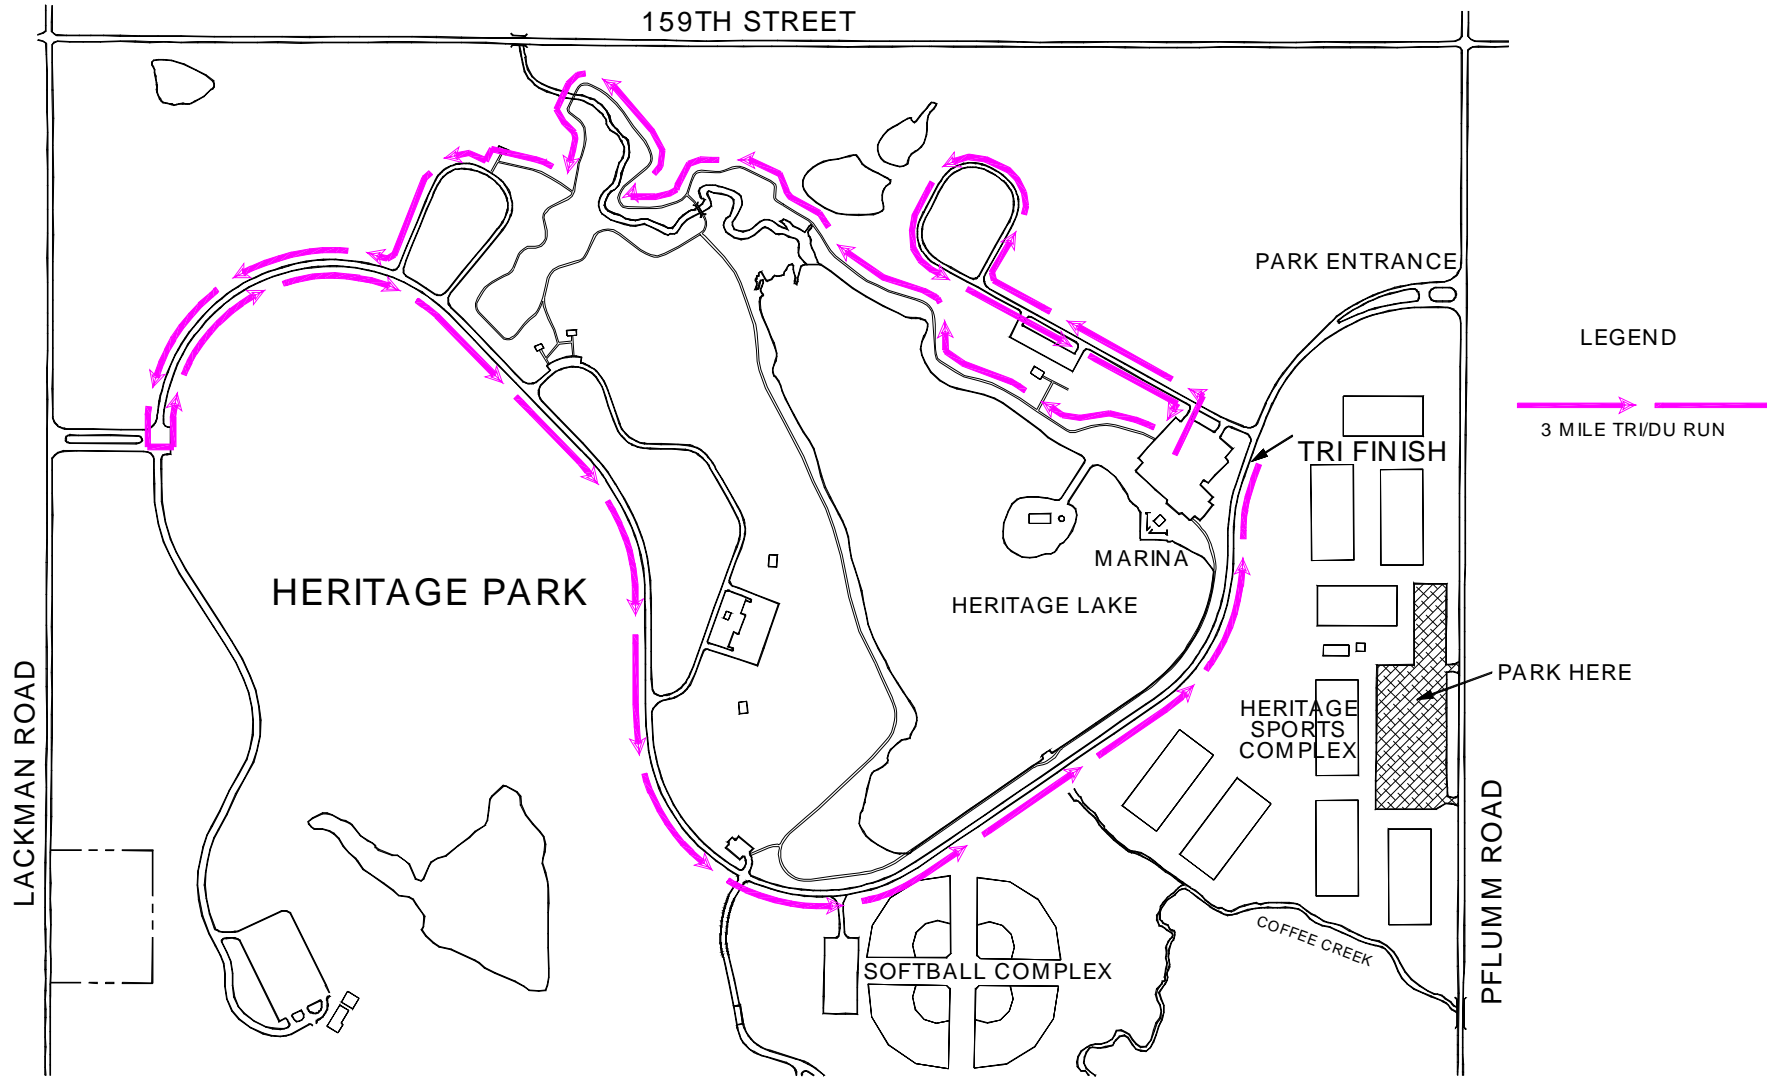 159TH STREET
PARK ENTRANCE
LEGEND
3 MILE TRI/DU RUN
TRI FINISH
MARINA
HERITAGE PARK
HERITAGE LAKE
PARK HERE
LACKMAN ROAD
HERITAGE
SPORTS
COMPLEX
PFLUMM ROAD
COFFEE CREEK
SOFTBALL COMPLEX